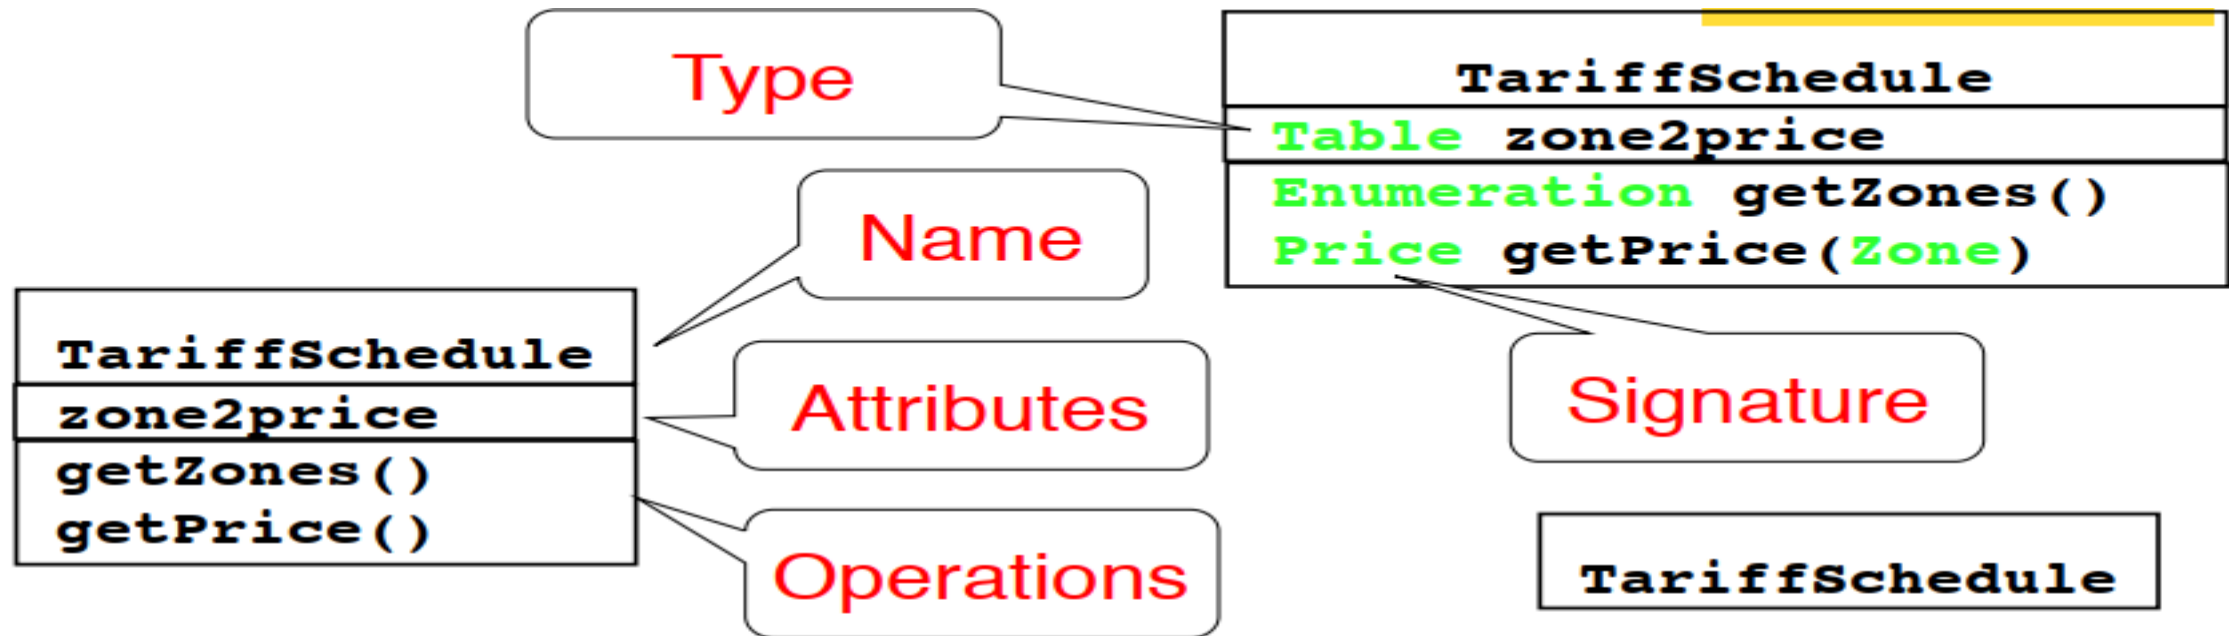 Type
TariffSchedule
Table zone2price
Enumeration getZones()
Price getPrice(Zone)
Name
TariffSchedule
zone2price
getZones()
getPrice()
Attributes
Operations
Signature
TariffSchedule